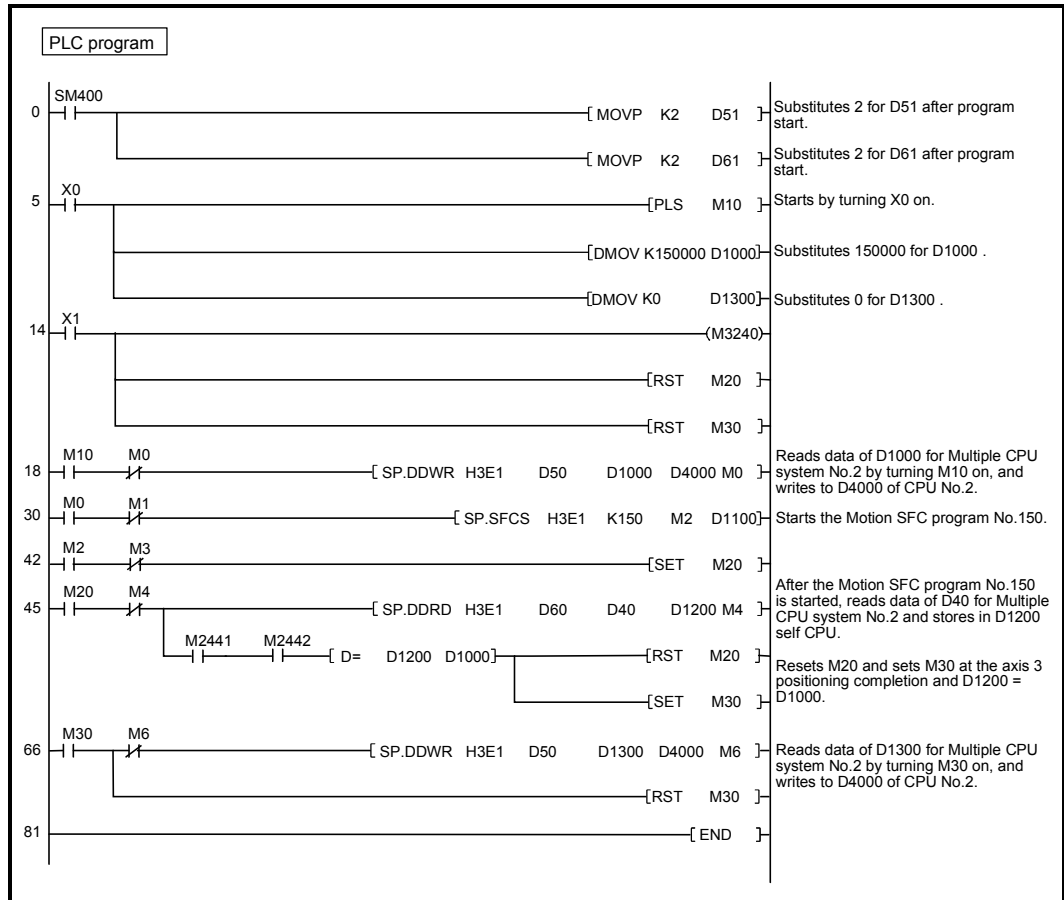 PLC program
SM400
0 [ MOVP K2 D51 ] Substitutes 2 for D51 after program
start.
[ MOVP K2 D61 ] Substitutes 2 for D61 after program
start.
X0
5 [PLS M10 ] Starts by turning X0 on.
[DMOV K150000 D1000] Substitutes 150000 for D1000 .
[DMOV K0 D1300] Substitutes 0 for D1300 .
X1
14 (M3240)
[RST M20 ]
[RST M30 ]
M10 M0
18 [ SP.DDWR H3E1 D50 D1000 D4000 M0 ] Reads data of D1000 for Multiple CPU
system No.2 by turning M10 on, and
writes to D4000 of CPU No.2.
M0 M1
30 [ SP.SFCS H3E1 K150 M2 D1100] Starts the Motion SFC program No.150.
M2 M3
42 [SET M20 ]
M20 M4
45 [ SP.DDRD H3E1 D60 D40 D1200 M4 ] After the Motion SFC program No.150
is started, reads data of D40 for Multiple
CPU system No.2 and stores in D1200
self CPU.
M2441 M2442
[ D= D1200 D1000] [RST M20 ] Resets M20 and sets M30 at the axis 3
positioning completion and D1200 =
D1000.
[SET M30 ]
M30 M6
66 [ SP.DDWR H3E1 D50 D1300 D4000 M6 ] Reads data of D1300 for Multiple CPU
system No.2 by turning M30 on, and
writes to D4000 of CPU No.2.
[RST M30 ]
81 [ END ]